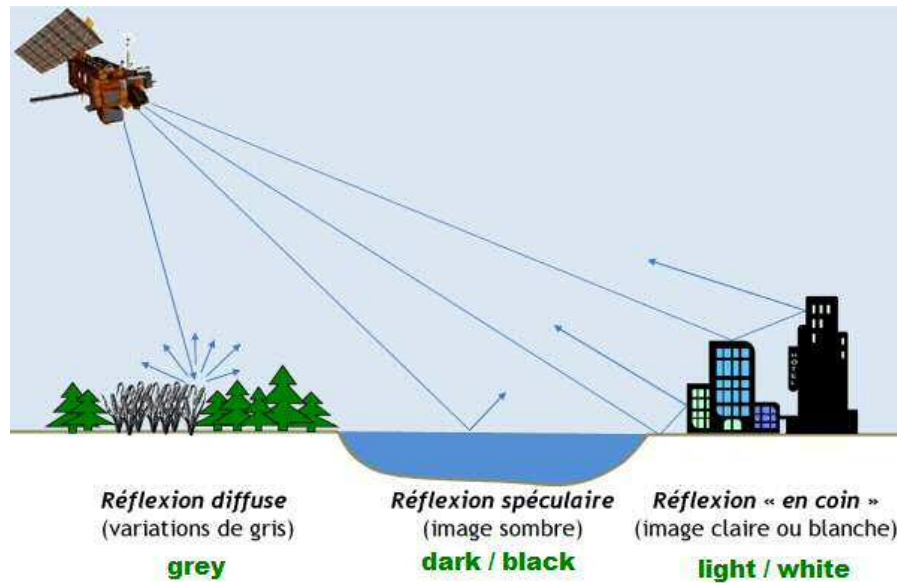 HOTEL
Réflexion diffuse
(variations de gris)
grey
Réflexion spéculaire
(image sombre)
dark / black
Réflexion « en coin »
(image claire ou blanche)
light / white